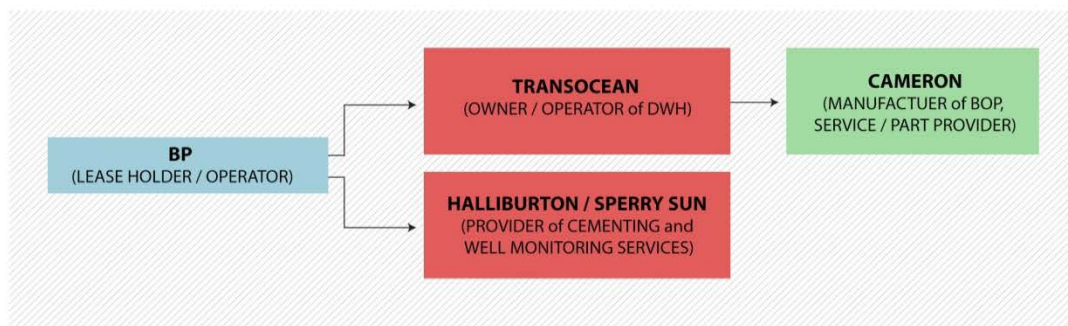 BP
(LEASE HOLDER / OPERATOR)
TRANSOCEAN
(OWNER / OPERATOR of DWH)
HALLIBURTON / SPERRY SUN
(PROVIDER of CEMENTING and
WELL MONITORING SERVICES)
CAMERON
(MANUFACTUER of BOP,
SERVICE / PART PROVIDER)